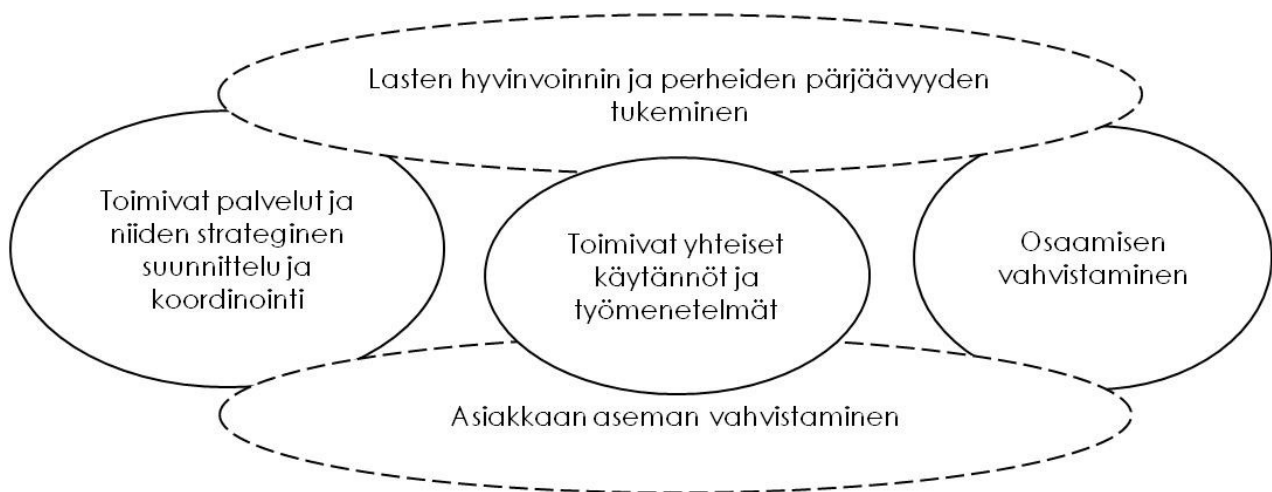 Lasten hyvinvoinnin ja perheiden pärjäävyyden
tukeminen
Toimivat palvelut ja
niiden strateginen
suunnittelu ja
koordinointi
Toimivat yhteiset
käytännöt ja
työmenetelmät
Osaamisen
vahvistaminen
Asiakkaan aseman vahvistaminen